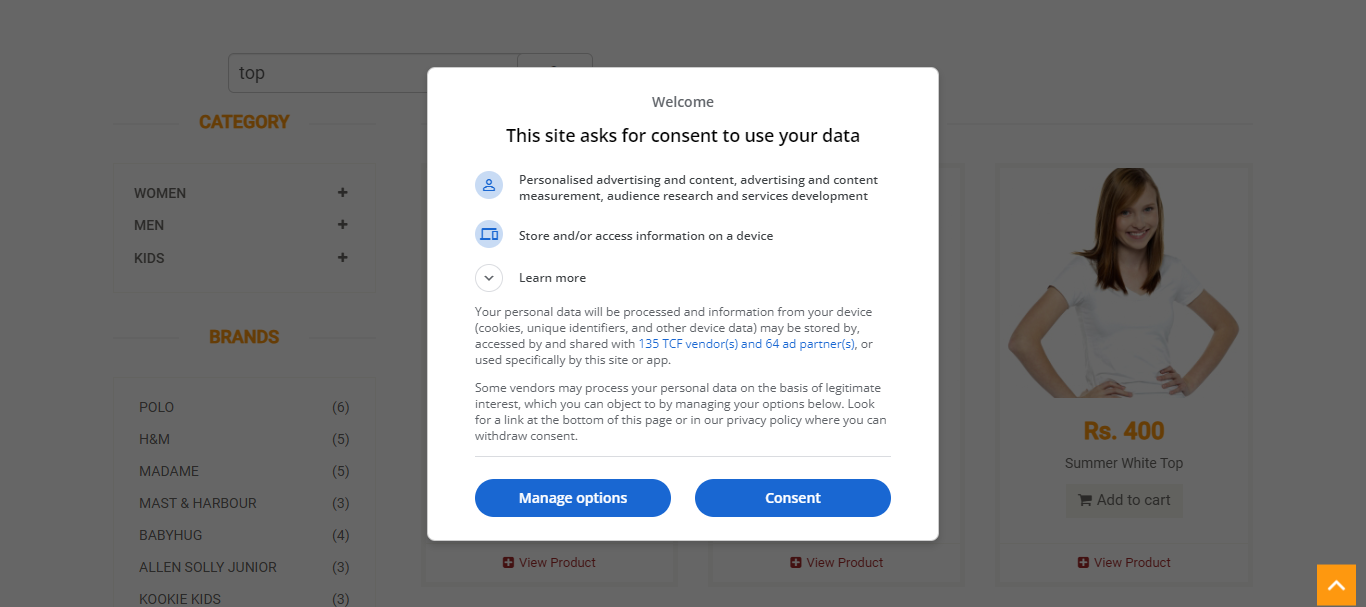 top
CATEGORY
WOMEN
MEN
KIDS
BRANDS
POLO (6)
H&M (5)
MADAME (5)
MAST & HARBOUR (3)
BABYHUG (4)
ALLEN SOLLY JUNIOR (3)
KOOKIE KIDS (3)
Welcome
This site asks for consent to use your data
Personalised advertising and content, advertising and content
measurement, audience research and services development
Store and/or access information on a device
Learn more
Your personal data will be processed and information from your device
(cookies, unique identifiers, and other device data) may be stored by,
accessed by and shared with 135 TCF vendor(s) and 64 ad partner(s), or
used specifically by this site or app.
Some vendors may process your personal data on the basis of legitimate
interest, which you can object to by managing your options below. Look
for a link at the bottom of this page or in our privacy policy where you can
withdraw consent.
Manage options
Consent
View Product
View Product
Rs. 400
Summer White Top
Add to cart
View Product